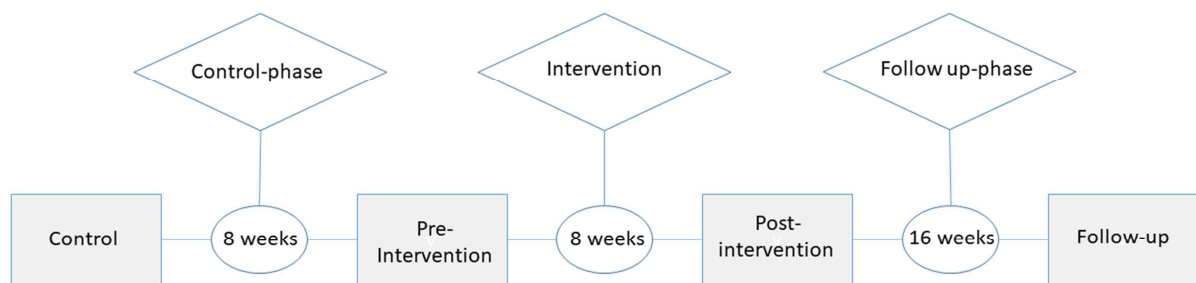 Control-phase
Intervention
Follow up-phase
Control
8 weeks
Pre-
Intervention
8 weeks
Post-
intervention
16 weeks
Follow-up